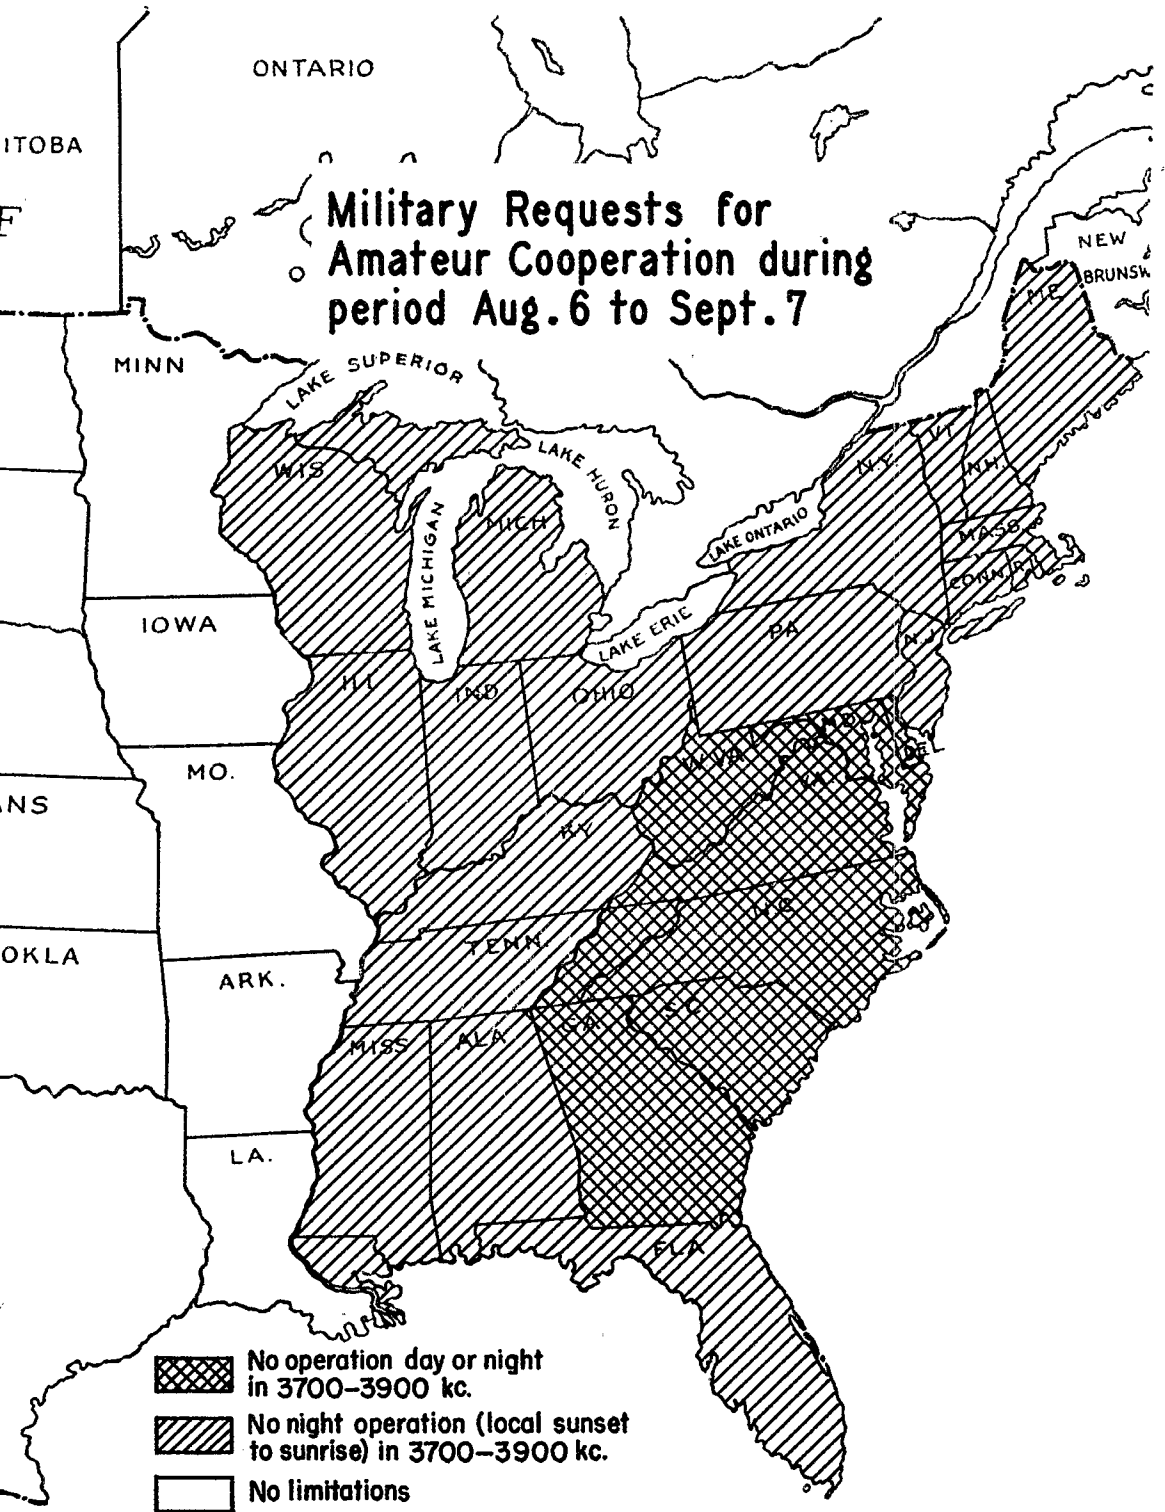 ONTARIO
ITOBA
F
Military Requests for
Amateur Cooperation during
period Aug. 6 to Sept. 7
NEW
BRUNSW
ME
MINN
LAKE SUPERIOR
WIS
LAKE HURON
VT
N.Y.
N.H.
MICH
LAKE MICHIGAN
LAKE ONTARIO
MASS
CONN
R.I.
IOWA
LAKE ERIE
PA
N.J.
ILL
IND
OHIO
MD
DEL
W VA
VA
MO.
ANS
KY
N C
TENN.
OKLA
ARK.
S C
GA
MISS
ALA
LA.
FLA
No operation day or night
in 3700–3900 kc.
No night operation (local sunset
to sunrise) in 3700–3900 kc.
No limitations